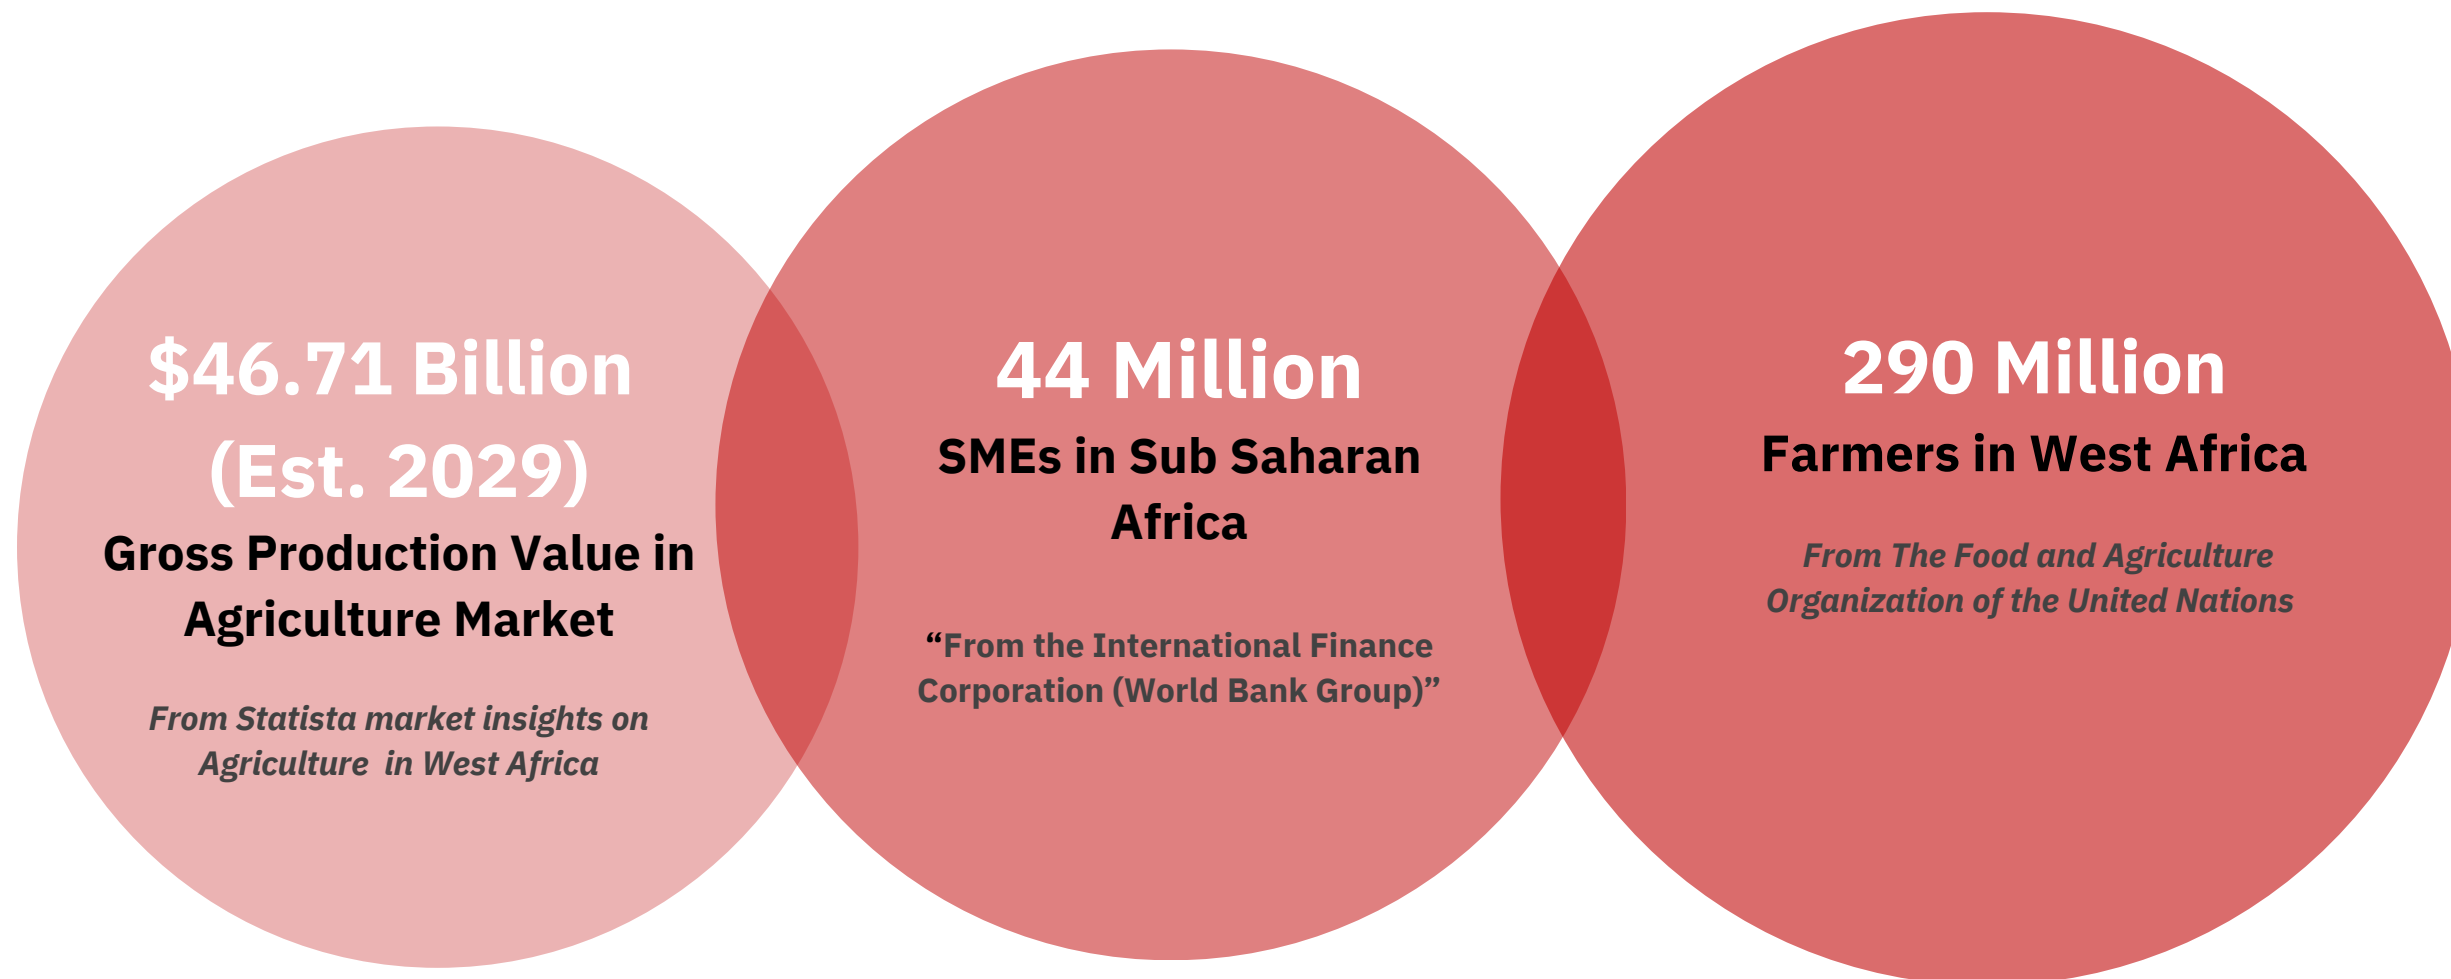 $46.71 Billion
(Est. 2029)
Gross Production Value in
Agriculture Market
From Statista market insights on
Agriculture  in West Africa
44 Million
SMEs in Sub Saharan
Africa
“From the International Finance
Corporation (World Bank Group)”
290 Million
Farmers in West Africa
From The Food and Agriculture
Organization of the United Nations